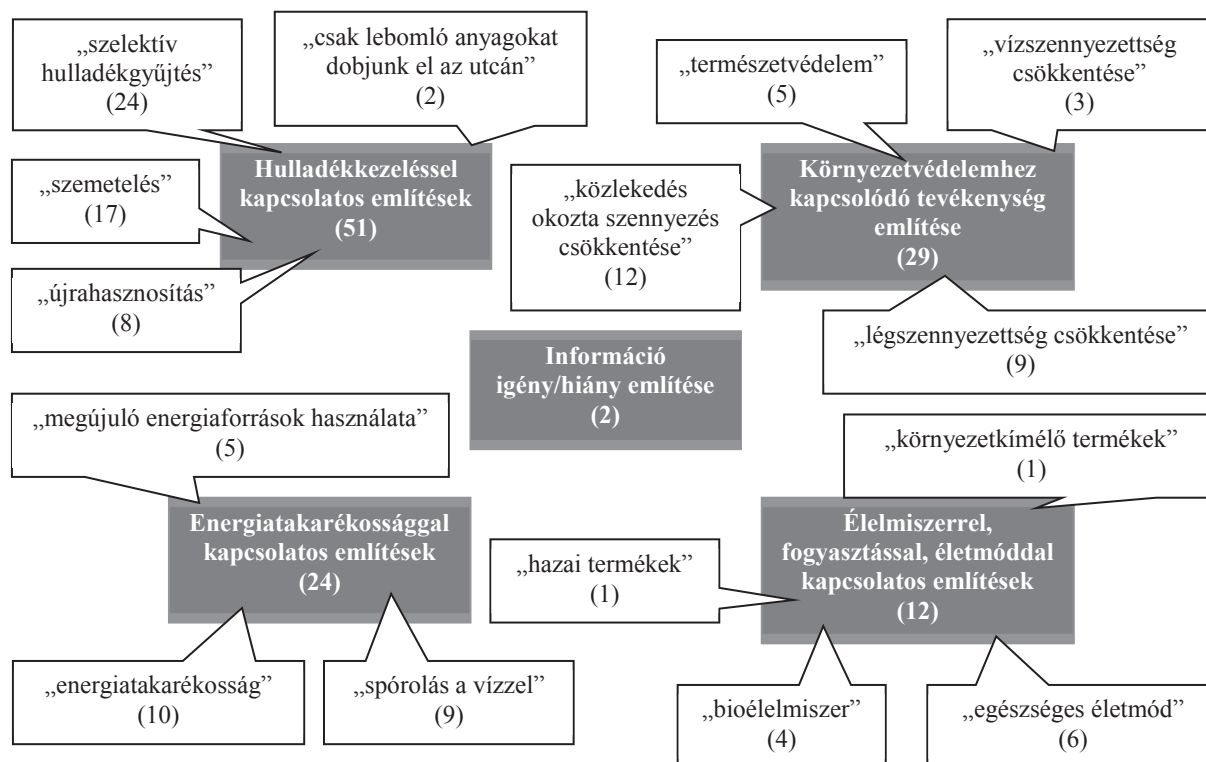 „szelektív
hulladékgyűjtés”
(24)
„csak lebomló anyagokat
dobjunk el az utcán”
(2)
„természetvédelem”
(5)
„vízszennyezettség
csökkentése”
(3)
Hulladékkezeléssel
kapcsolatos említések
(51)
„szemetelés”
(17)
„újrahasznosítás”
(8)
„közlekedés
okozta szennyezés
csökkentése”
(12)
Környezetvédelemhez
kapcsolódó tevékenység
említése
(29)
„légszennyezettség csökkentése”
(9)
Információ
igény/hiány említése
(2)
„megújuló energiaforrások használata”
(5)
„környezetkímélő termékek”
(1)
Energiatakarékossággal
kapcsolatos említések
(24)
„hazai termékek”
(1)
Élelmiszerrel,
fogyasztással, életmóddal
kapcsolatos említések
(12)
„energiatakarékosság”
(10)
„spórolás a vízzel”
(9)
„bioélelmiszer”
(4)
„egészséges életmód”
(6)